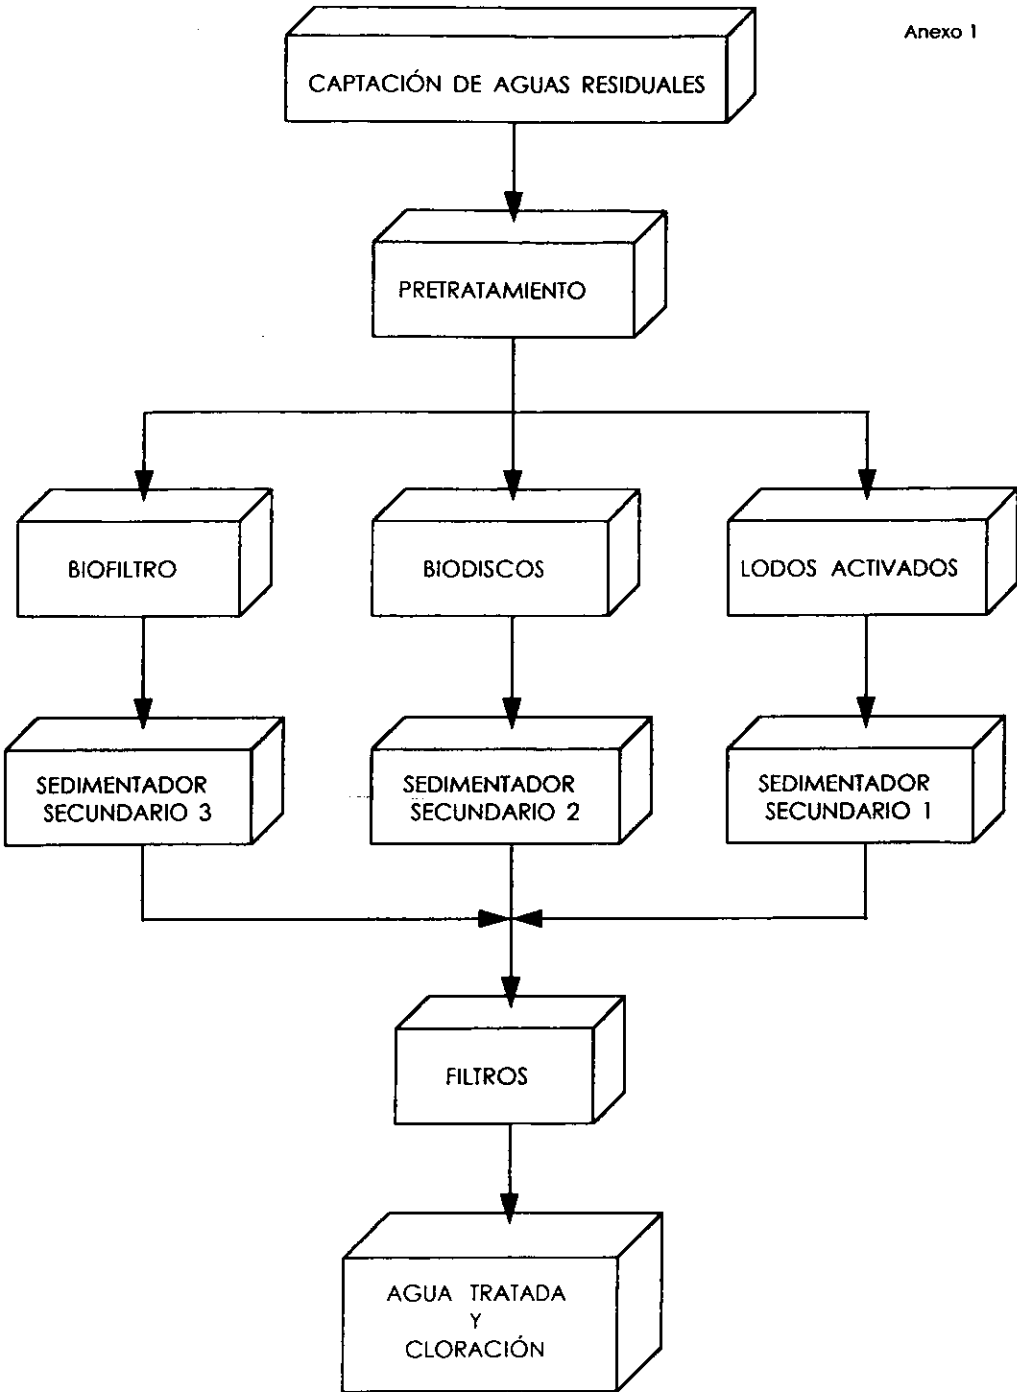 Anexo 1
CAPTACIÓN DE AGUAS RESIDUALES
PRETRATAMIENTO
BIOFILTRO
BIODISCOS
LODOS ACTIVADOS
SEDIMENTADOR
SECUNDARIO 3
SEDIMENTADOR
SECUNDARIO 2
SEDIMENTADOR
SECUNDARIO 1
FILTROS
AGUA TRATADA
Y
CLORACIÓN